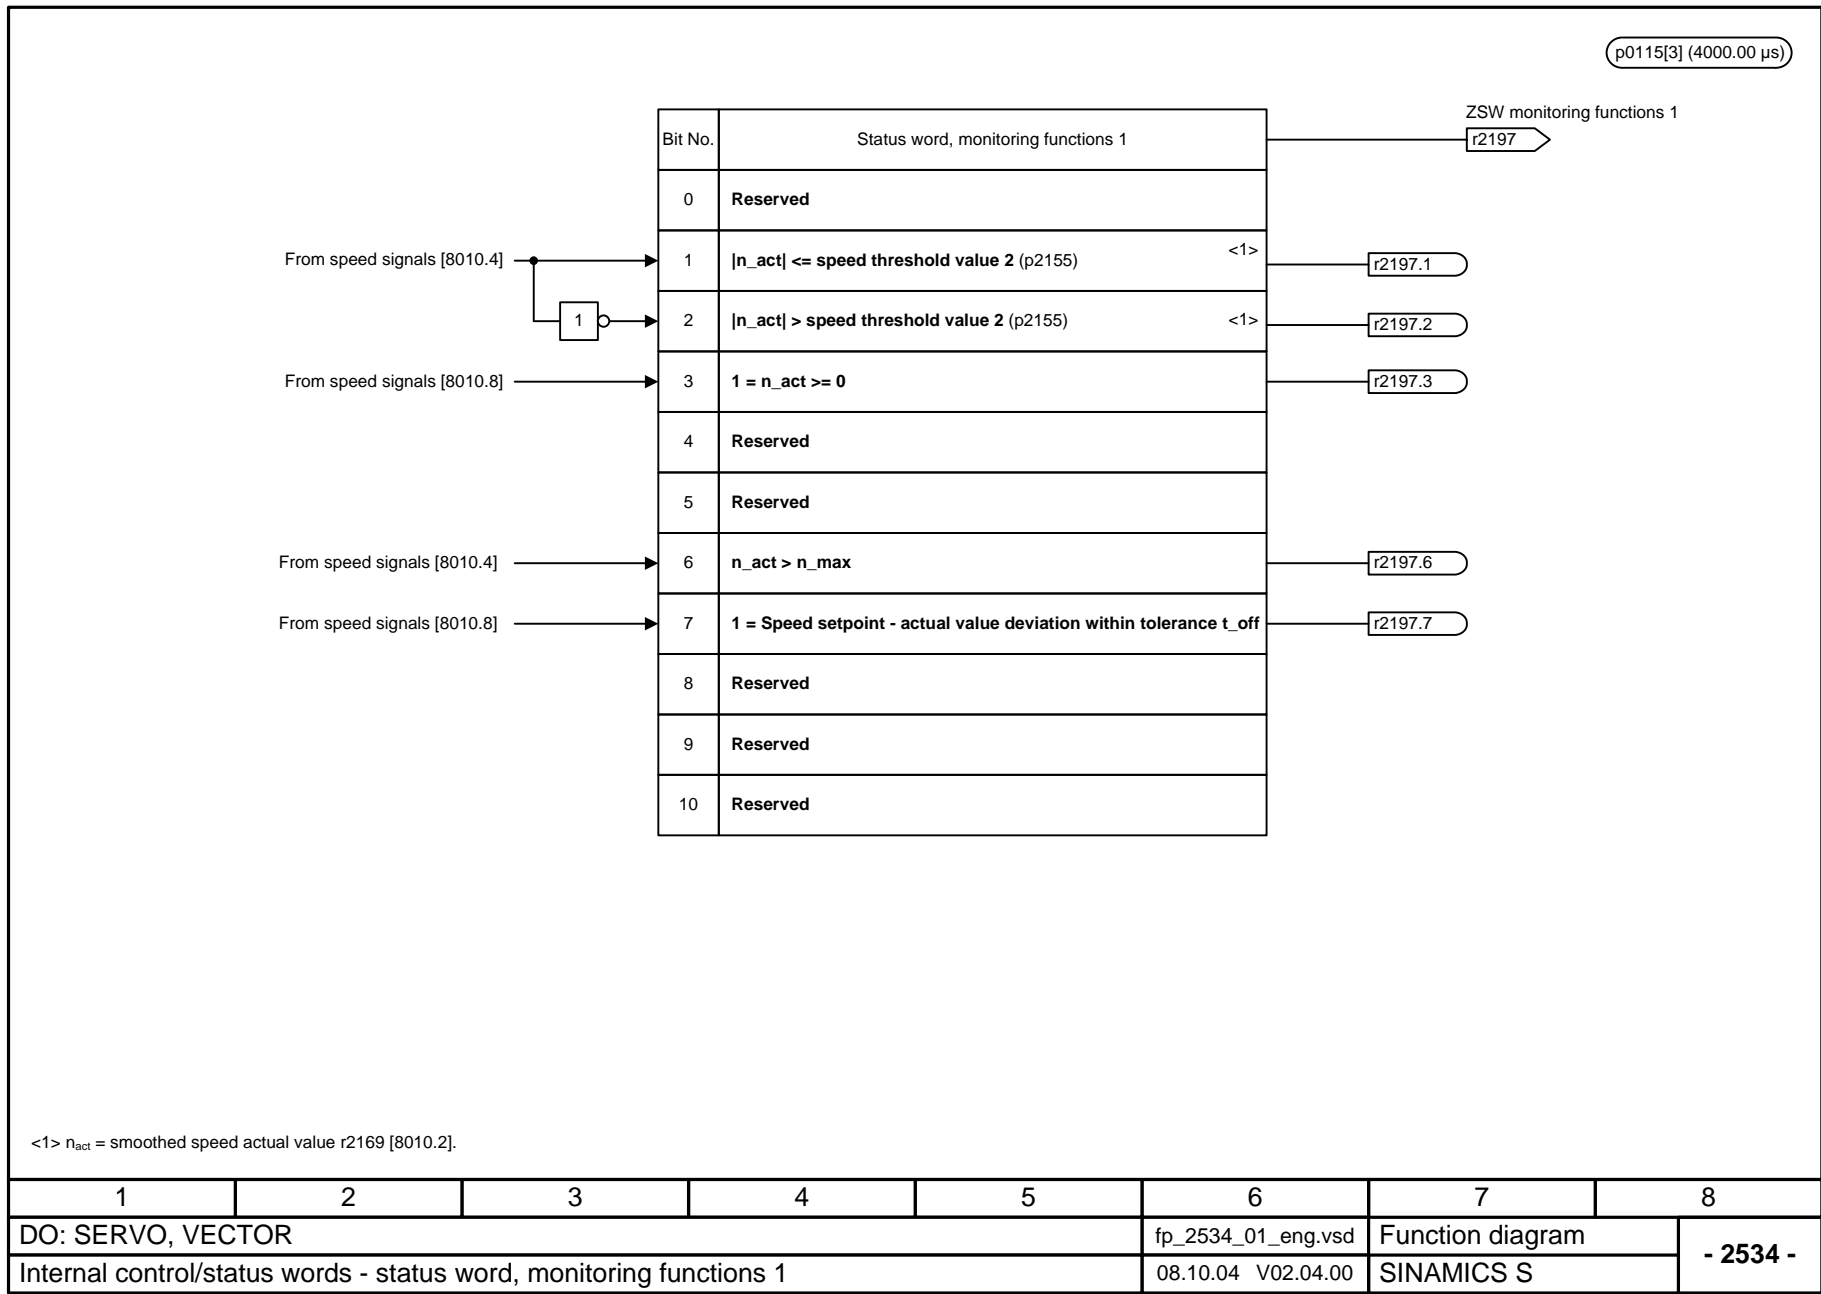 p0115[3] (4000.00 µs)
ZSW monitoring functions 1
Bit No. Status word, monitoring functions 1 r2197
0 Reserved
From speed signals [8010.4] 1 |n_act| <= speed threshold value 2 (p2155) <1> r2197.1
1 2 |n_act| > speed threshold value 2 (p2155) <1> r2197.2
From speed signals [8010.8] 3 1 = n_act >= 0 r2197.3
4 Reserved
5 Reserved
From speed signals [8010.4] 6 n_act > n_max r2197.6
From speed signals [8010.8] 7 1 = Speed setpoint - actual value deviation within tolerance t_off r2197.7
8 Reserved
9 Reserved
10 Reserved
<1> nact = smoothed speed actual value r2169 [8010.2].
1 2 3 4 5 6 7 8
DO: SERVO, VECTOR fp_2534_01_eng.vsd Function diagram
- 2534 -
Internal control/status words - status word, monitoring functions 1 08.10.04 V02.04.00 SINAMICS S